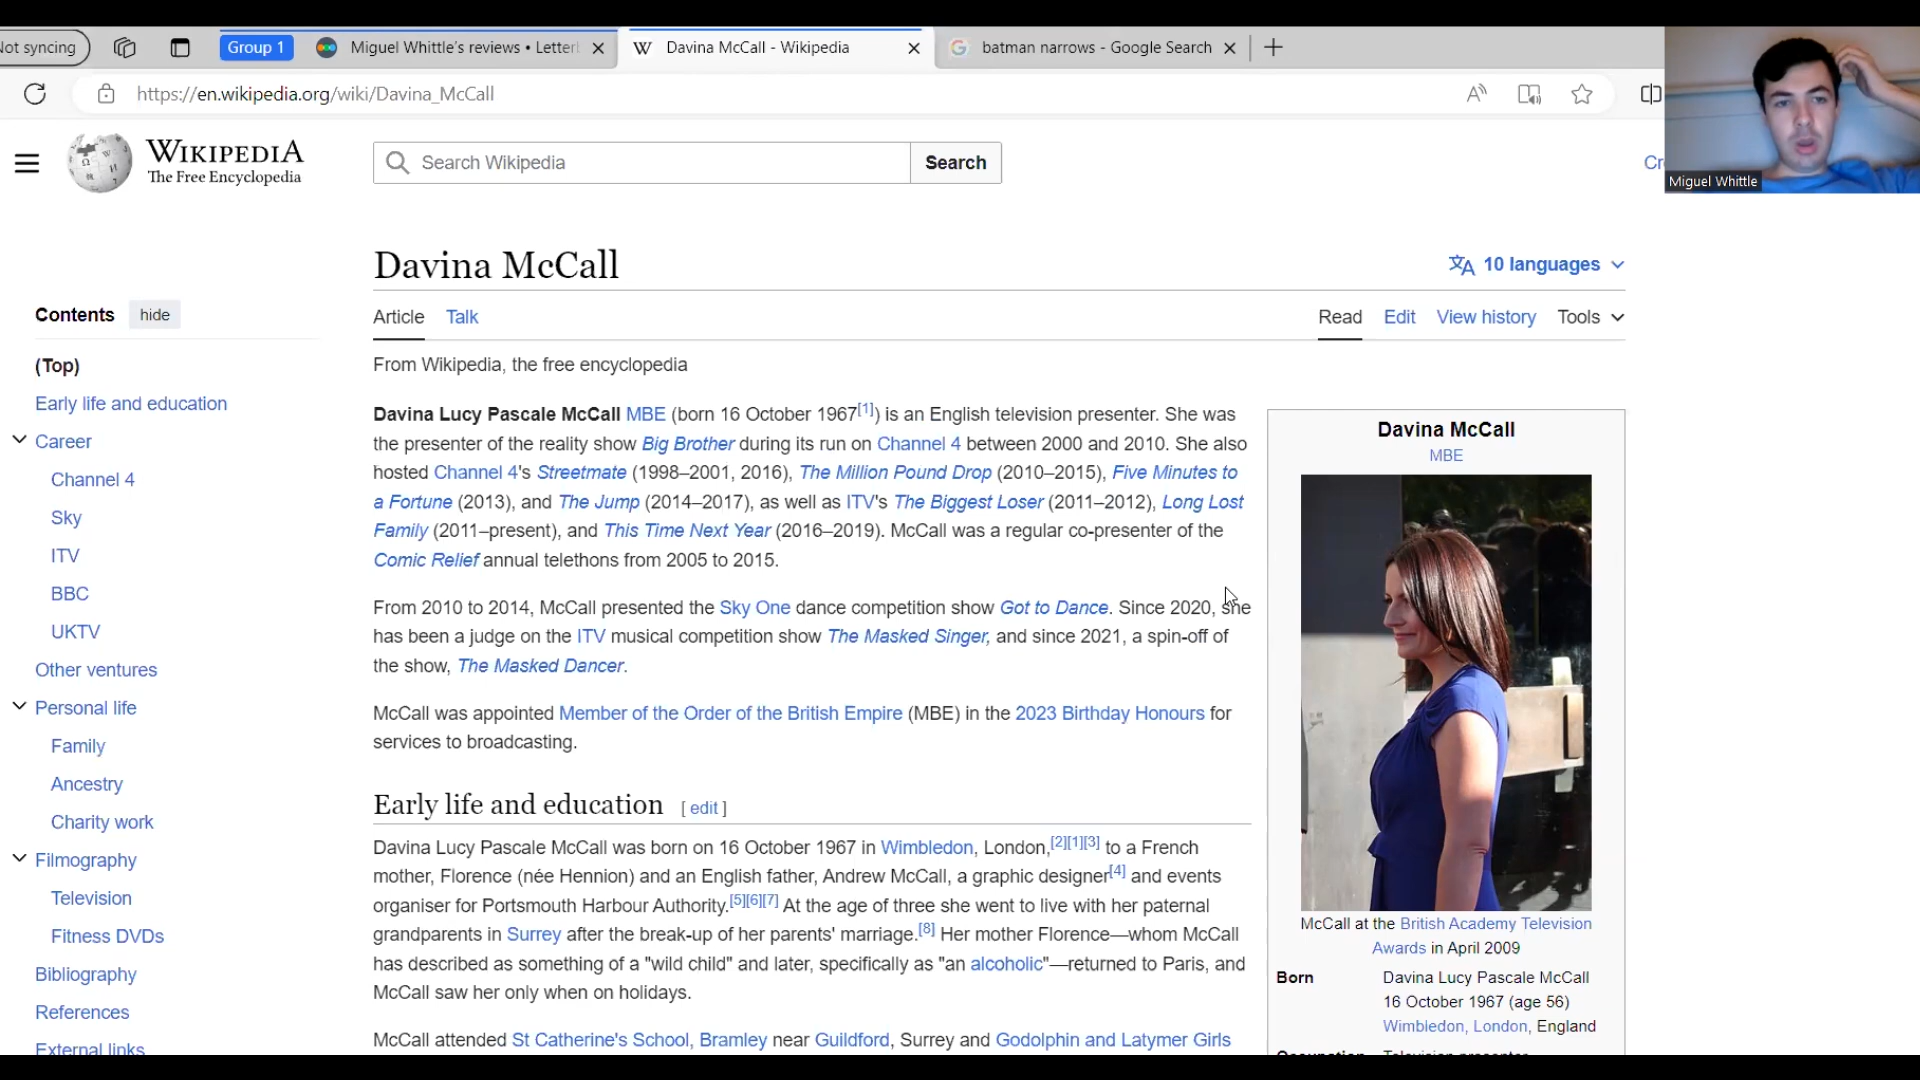 Not syncing
Group 1
Miguel Whittle's reviews • Letter
Davina McCall - Wikipedia
batman narrows - Google Search
https://en.wikipedia.org/wiki/Davina_McCall
WIKIPEDIA
The Free Encyclopedia
Search Wikipedia
Search
Cr
Miguel Whittle
Contents hide
(Top)
Early life and education
Career
Channel 4
Sky
ITV
BBC
UKTV
Other ventures
Personal life
Family
Ancestry
Charity work
Filmography
Television
Fitness DVDs
Bibliography
References
External links
Davina McCall
10 languages
Article Talk
Read Edit View history Tools
From Wikipedia, the free encyclopedia
Davina Lucy Pascale McCall MBE (born 16 October 1967[1]) is an English television presenter. She was
the presenter of the reality show Big Brother during its run on Channel 4 between 2000 and 2010. She also
hosted Channel 4's Streetmate (1998–2001, 2016), The Million Pound Drop (2010–2015), Five Minutes to
a Fortune (2013), and The Jump (2014–2017), as well as ITV's The Biggest Loser (2011–2012), Long Lost
Family (2011–present), and This Time Next Year (2016–2019). McCall was a regular co-presenter of the
Comic Relief annual telethons from 2005 to 2015.
From 2010 to 2014, McCall presented the Sky One dance competition show Got to Dance. Since 2020, she
has been a judge on the ITV musical competition show The Masked Singer, and since 2021, a spin-off of
the show, The Masked Dancer.
McCall was appointed Member of the Order of the British Empire (MBE) in the 2023 Birthday Honours for
services to broadcasting.
Early life and education [ edit ]
Davina Lucy Pascale McCall was born on 16 October 1967 in Wimbledon, London,[2][1][3] to a French
mother, Florence (née Hennion) and an English father, Andrew McCall, a graphic designer[4] and events
organiser for Portsmouth Harbour Authority.[5][6][7] At the age of three she went to live with her paternal
grandparents in Surrey after the break-up of her parents' marriage.[8] Her mother Florence—whom McCall
has described as something of a "wild child" and later, specifically as "an alcoholic"—returned to Paris, and
McCall saw her only when on holidays.
McCall attended St Catherine's School, Bramley near Guildford, Surrey and Godolphin and Latymer Girls
Davina McCall
MBE
McCall at the British Academy Television
Awards in April 2009
Born
Davina Lucy Pascale McCall
16 October 1967 (age 56)
Wimbledon, London, England
Occupation Television presenter